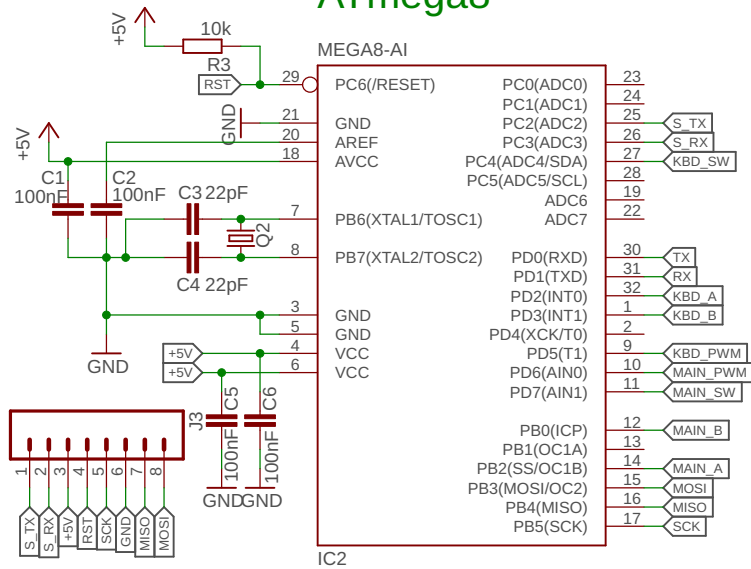 ATmega8
+5V
10k
R3
RST
MEGA8-AI
29 PC6(/RESET)
21 GND
GND
20 AREF
18 AVCC
+5V
C1
100nF
C2
100nF
C3 22pF
7 PB6(XTAL1/TOSC1)
Q2
8 PB7(XTAL2/TOSC2)
C4 22pF
3 GND
5 GND
GND
+5V 4 VCC
+5V 6 VCC
C5
100nF
C6
100nF
GND
GND
PC0(ADC0) 23
PC1(ADC1) 24
PC2(ADC2) 25 S_TX
PC3(ADC3) 26 S_RX
PC4(ADC4/SDA) 27 KBD_SW
PC5(ADC5/SCL) 28
ADC6 19
ADC7 22
PD0(RXD) 30 TX
PD1(TXD) 31 RX
PD2(INT0) 32 KBD_A
PD3(INT1) 1 KBD_B
PD4(XCK/T0) 2
PD5(T1) 9 KBD_PWM
PD6(AIN0) 10 MAIN_PWM
PD7(AIN1) 11 MAIN_SW
PB0(ICP) 12 MAIN_B
PB1(OC1A) 13
PB2(SS/OC1B) 14 MAIN_A
PB3(MOSI/OC2) 15 MOSI
PB4(MISO) 16 MISO
PB5(SCK) 17 SCK
IC2
J3
1 S_TX
2 S_RX
3 +5V
4 RST
5 SCK
6 GND
7 MISO
8 MOSI